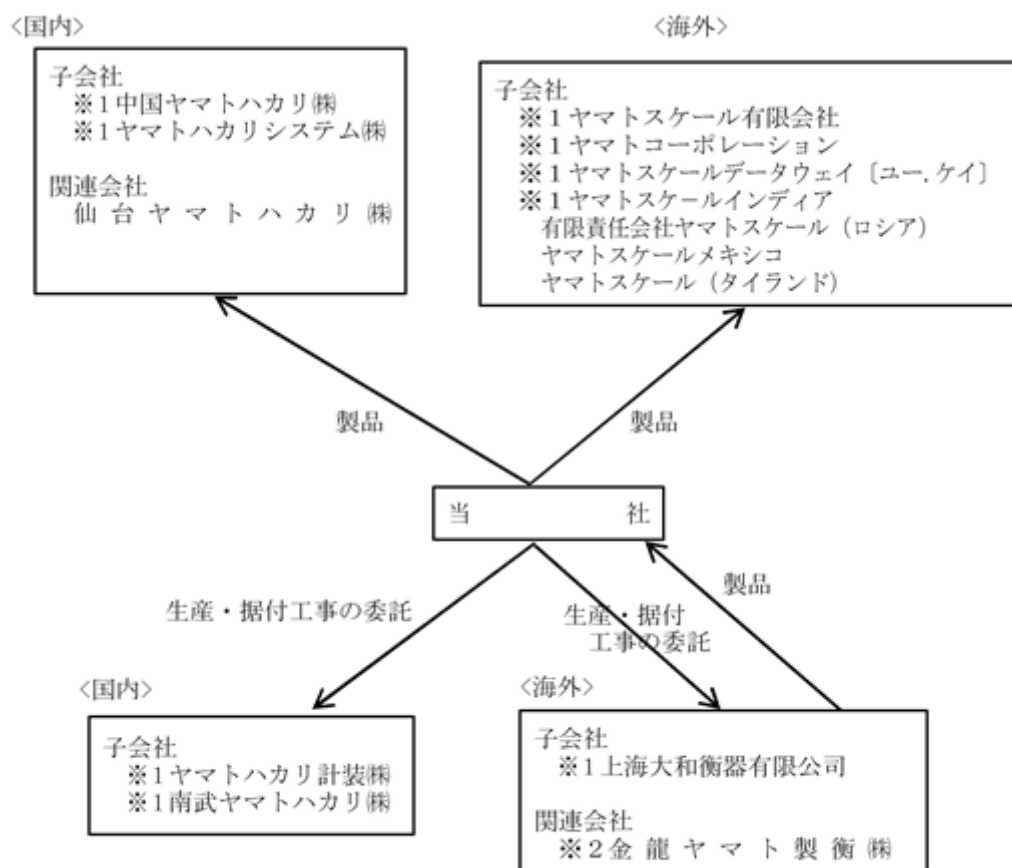 <国内>
子会社
※1中国ヤマトハカリ㈱
※1ヤマトハカリシステム㈱
関連会社
仙台ヤマトハカリ㈱
<海外>
子会社
※1ヤマトスケール有限会社
※1ヤマトコーポレーション
※1ヤマトスケールデータウェイ〔ユー.ケイ〕
※1ヤマトスケールインディア
有限責任会社ヤマトスケール（ロシア）
ヤマトスケールメキシコ
ヤマトスケール（タイランド）
製品
製品
当社
製品
生産・据付工事の委託
生産・据付
工事の委託
<国内>
子会社
※1ヤマトハカリ計装㈱
※1南武ヤマトハカリ㈱
<海外>
子会社
※1上海大和衡器有限公司
関連会社
※2金龍ヤマト製衡㈱